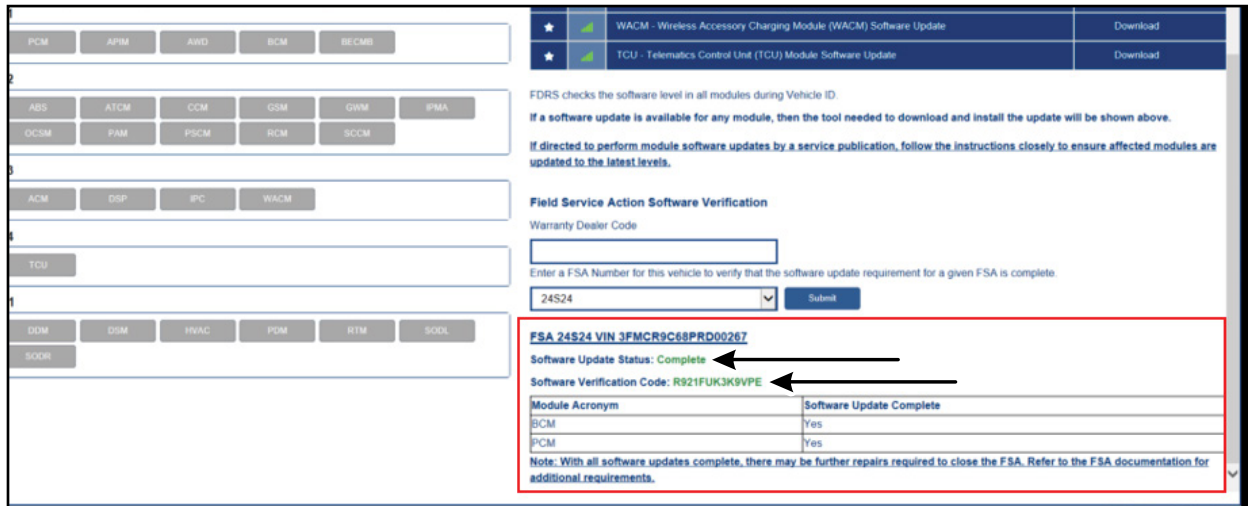 1
PCM APIM AWD BCM BECMB
2
ABS ATCM CCM GSM GWM IPMA
OCSM PAM PSCM RCM SCCM
3
ACM DSP IPC WACM
4
TCU
1
DDM DSM HVAC PDM RTM SODL
SODR
WACM - Wireless Accessory Charging Module (WACM) Software Update Download
TCU - Telematics Control Unit (TCU) Module Software Update Download
FDRS checks the software level in all modules during Vehicle ID.
If a software update is available for any module, then the tool needed to download and install the update will be shown above.
If directed to perform module software updates by a service publication, follow the instructions closely to ensure affected modules are
updated to the latest levels.
Field Service Action Software Verification
Warranty Dealer Code
Enter a FSA Number for this vehicle to verify that the software update requirement for a given FSA is complete.
24S24 Submit
FSA 24S24 VIN 3FMCR9C68PRD00267
Software Update Status: Complete
Software Verification Code: R921FUK3K9VPE
Module Acronym Software Update Complete
BCM Yes
PCM Yes
Note: With all software updates complete, there may be further repairs required to close the FSA. Refer to the FSA documentation for
additional requirements.